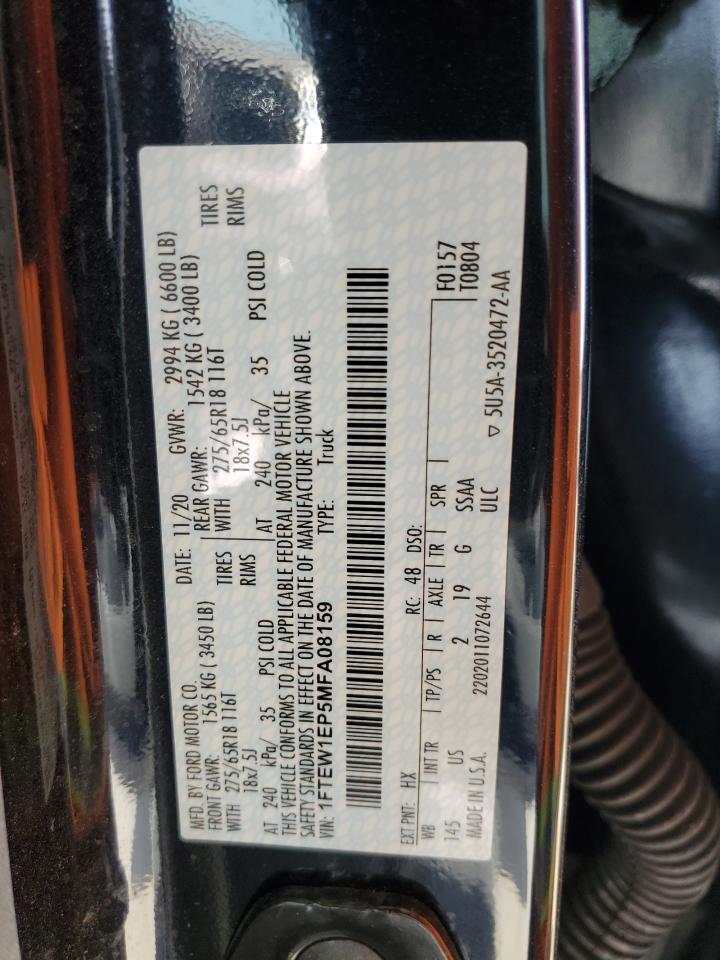 MFD. BY FORD MOTOR CO. DATE: 11/20 GVWR: 2994 KG ( 6600 LB)
FRONT GAWR: 1565 KG ( 3450 LB) REAR GAWR: 1542 KG ( 3400 LB)
WITH 275/65R18 116T TIRES WITH 275/65R18 116T TIRES
18x7.5J RIMS 18x7.5J RIMS
AT 240 kPa/ 35 PSI COLD AT 240 kPa/ 35 PSI COLD
THIS VEHICLE CONFORMS TO ALL APPLICABLE FEDERAL MOTOR VEHICLE
SAFETY STANDARDS IN EFFECT ON THE DATE OF MANUFACTURE SHOWN ABOVE.
VIN: 1FTEW1EP5MFA08159 TYPE: Truck
EXT PNT: HX RC: 48 DSO: F0157
WB INT TR TP/PS R AXLE TR SPR T0804
145 US 2 19 G SSAA
MADE IN U.S.A. 2202011072644 ULC ▽ 5U5A-3520472-AA